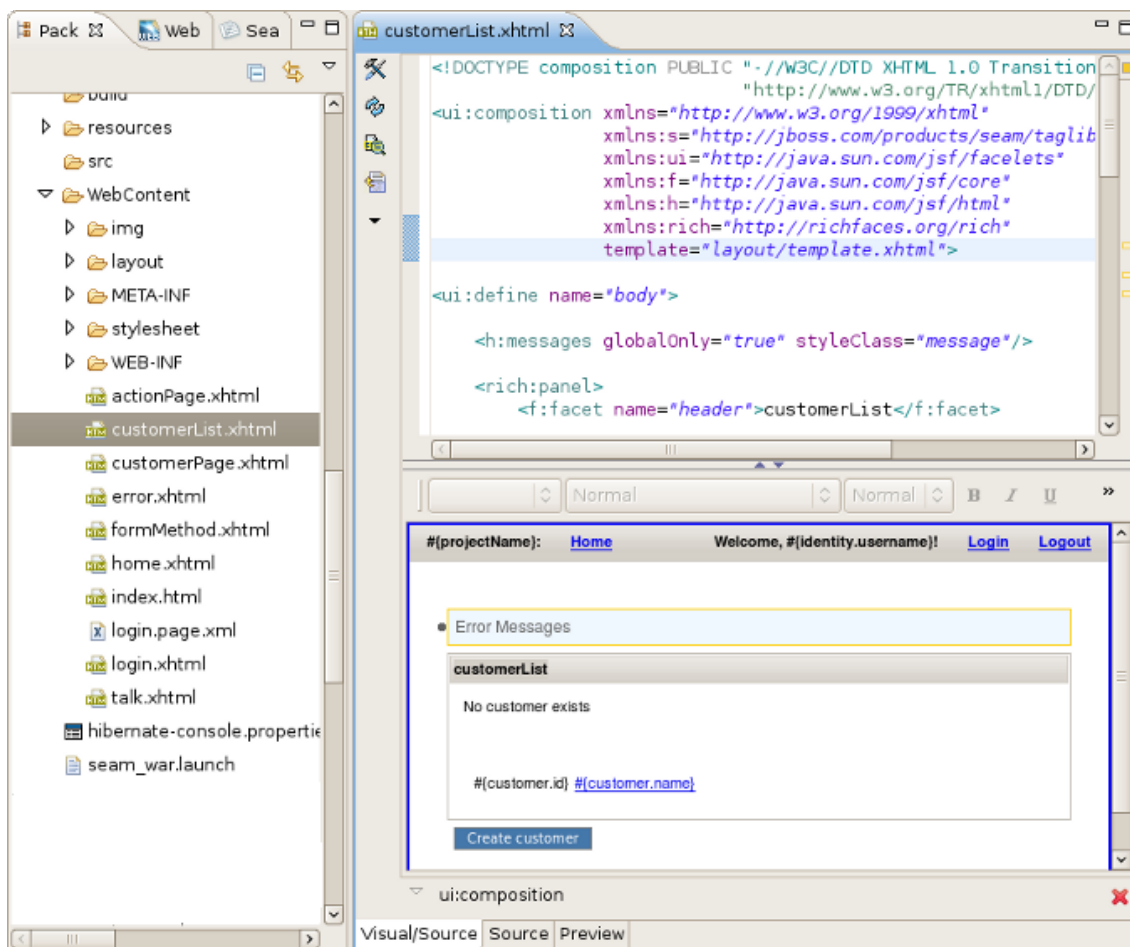 Pack
Web
Sea
build
resources
src
WebContent
img
layout
META-INF
stylesheet
WEB-INF
actionPage.xhtml
customerList.xhtml
customerPage.xhtml
error.xhtml
formMethod.xhtml
home.xhtml
index.html
login.page.xml
login.xhtml
talk.xhtml
hibernate-console.propertie
seam_war.launch
customerList.xhtml
<!DOCTYPE composition PUBLIC "-//W3C//DTD XHTML 1.0 Transition
"http://www.w3.org/TR/xhtml1/DTD/
<ui:composition xmlns="http://www.w3.org/1999/xhtml"
xmlns:s="http://jboss.com/products/seam/taglib
xmlns:ui="http://java.sun.com/jsf/facelets"
xmlns:f="http://java.sun.com/jsf/core"
xmlns:h="http://java.sun.com/jsf/html"
xmlns:rich="http://richfaces.org/rich"
template="layout/template.xhtml">
<ui:define name="body">
<h:messages globalOnly="true" styleClass="message"/>
<rich:panel>
<f:facet name="header">customerList</f:facet>
Normal Normal B I U »
#{projectName}: Home Welcome, #{identity.username}! Login Logout
Error Messages
customerList
No customer exists
#{customer.id} #{customer.name}
Create customer
ui:composition
Visual/Source Source Preview